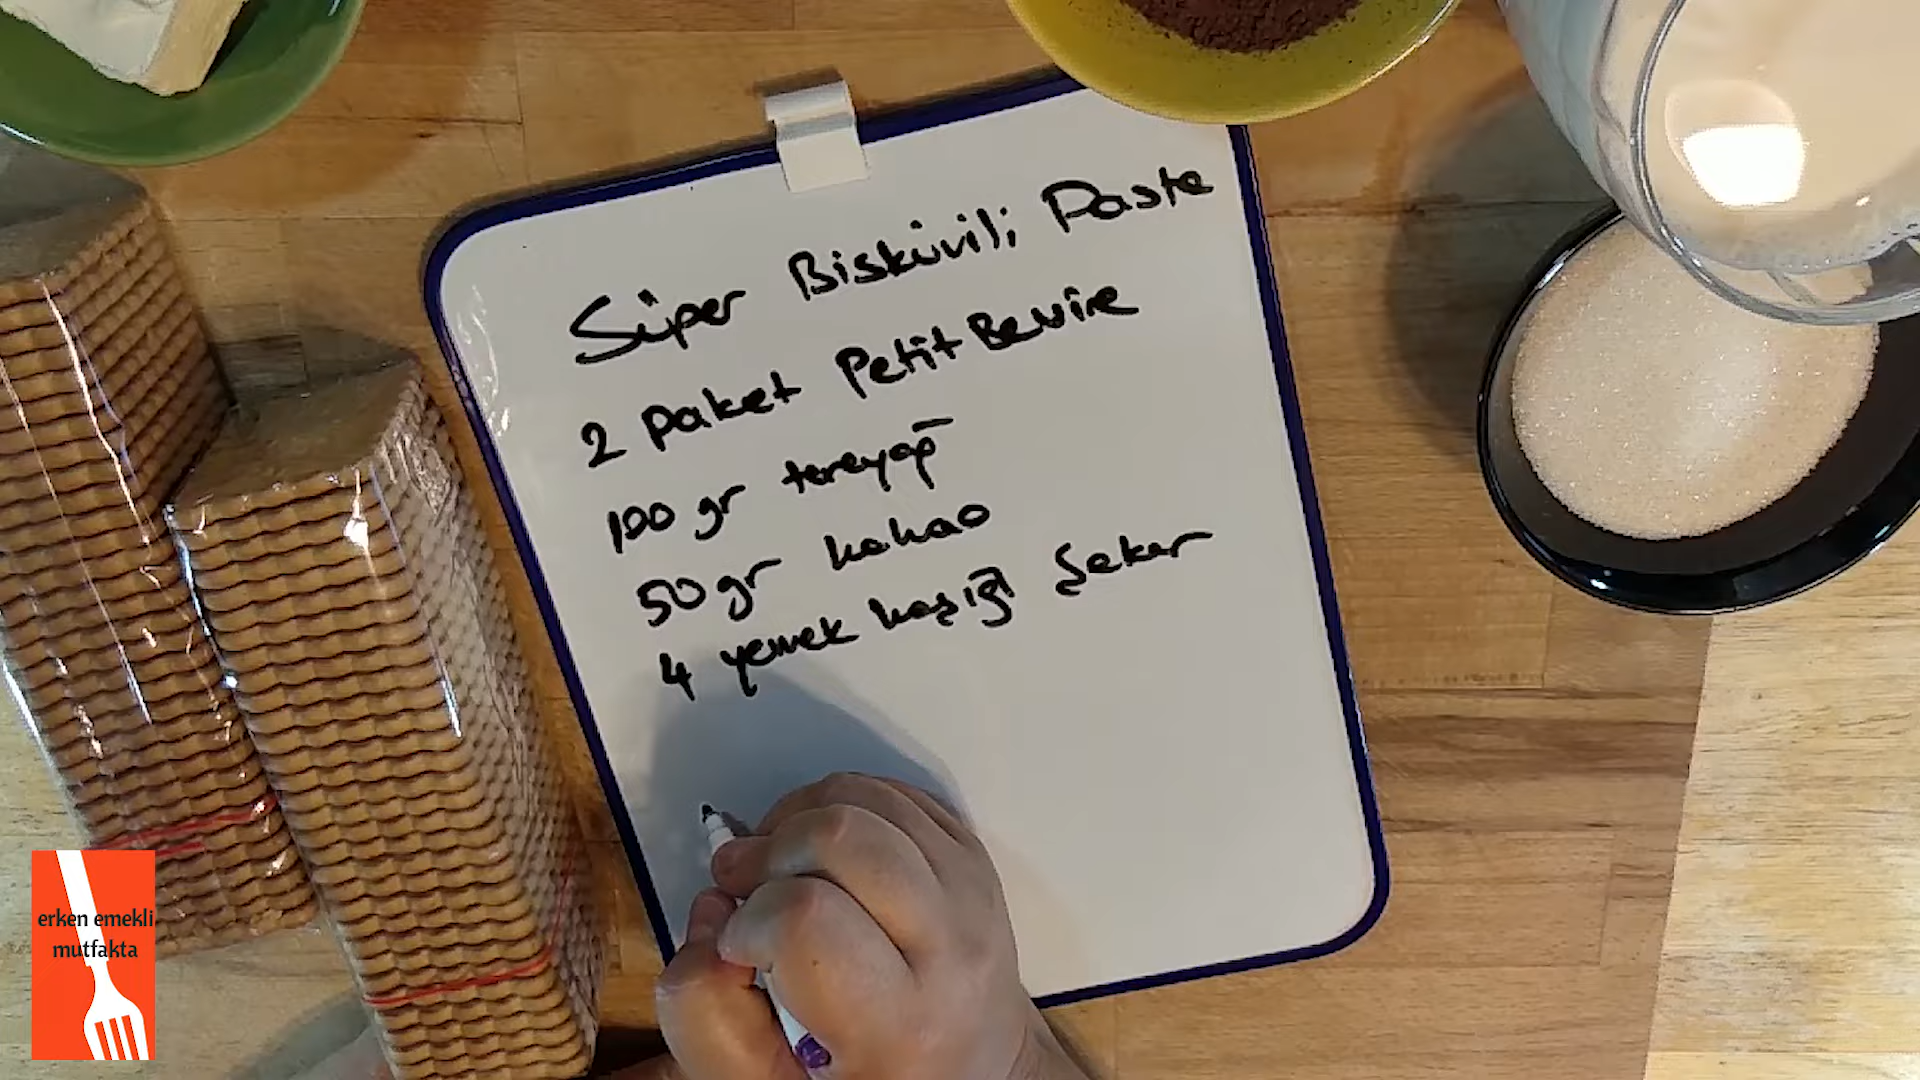 Süper Bisküvili Pasta
2 Paket Petit Beurre
100 gr tereyağı
50 gr kakao
4 yemek kaşığı Şeker
erken emekli
mutfakta